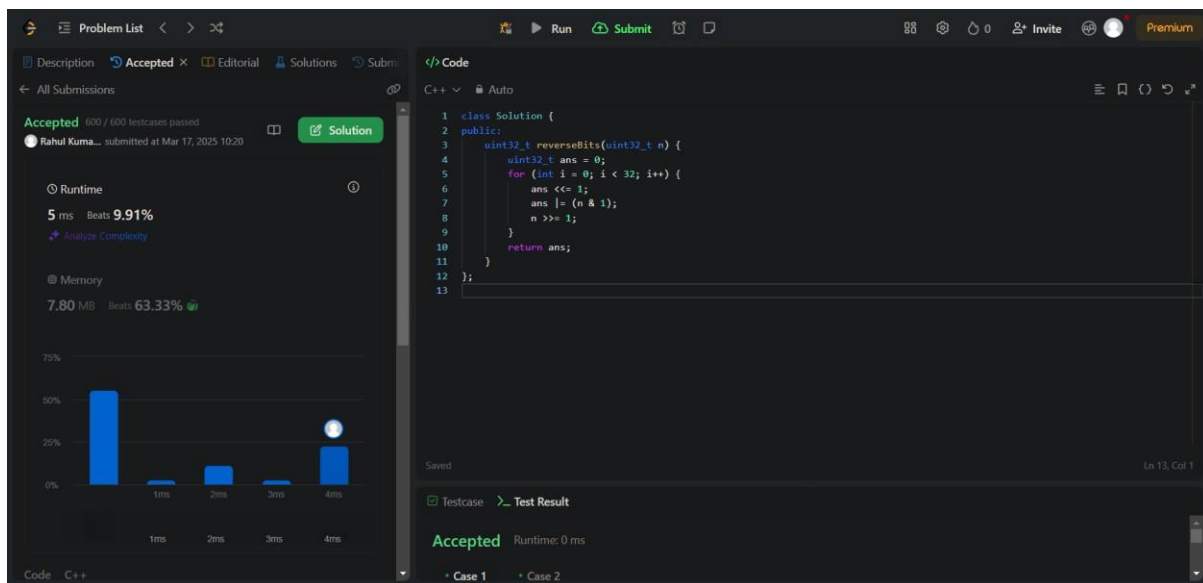 Problem List Run Submit 0 Invite Premium
Description Accepted × Editorial Solutions Submi
← All Submissions
Accepted 600 / 600 testcases passed
Rahul Kuma... submitted at Mar 17, 2025 10:20
Solution
Runtime
5 ms Beats 9.91%
Analyze Complexity
Memory
7.80 MB Beats 63.33%
75%
50%
25%
0%
1ms 2ms 3ms 4ms
1ms 2ms 3ms 4ms
Code C++
</> Code
C++ Auto
1 class Solution {
2 public:
3 uint32_t reverseBits(uint32_t n) {
4 uint32_t ans = 0;
5 for (int i = 0; i < 32; i++) {
6 ans <<= 1;
7 ans |= (n & 1);
8 n >>= 1;
9 }
10 return ans;
11 }
12 };
13
Saved Ln 13, Col 1
Testcase >_ Test Result
Accepted Runtime: 0 ms
• Case 1 • Case 2